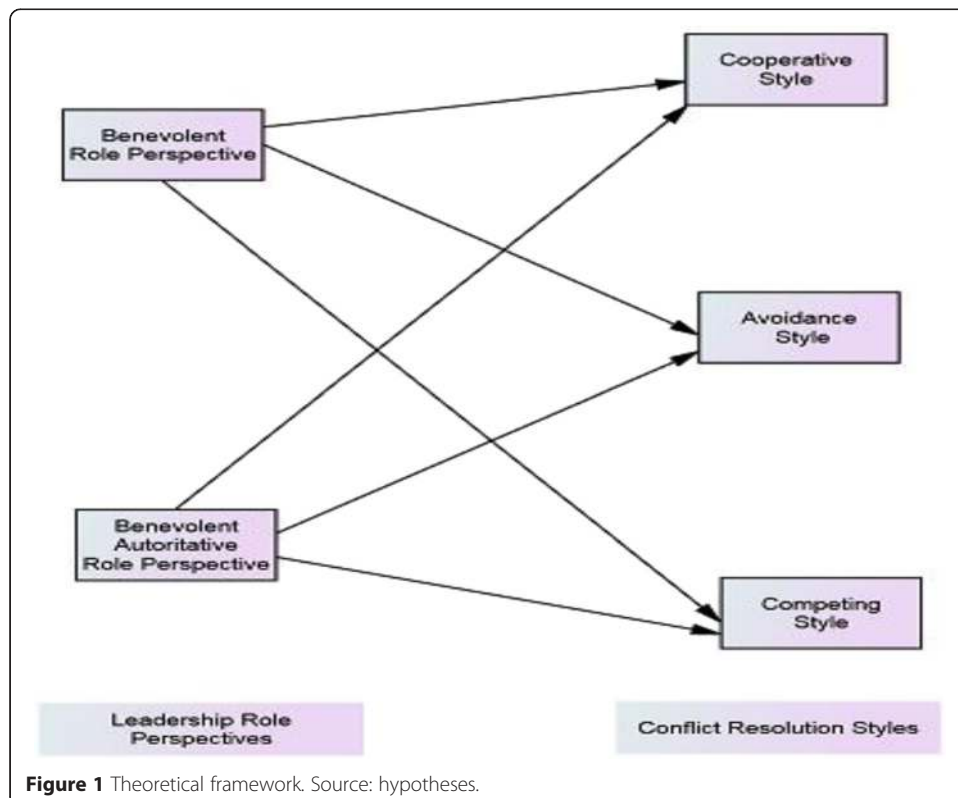 Cooperative
Style
Benevolent
Role Perspective
Avoidance
Style
Benevolent
Autoritative
Role Perspective
Competing
Style
Leadership Role
Perspectives
Conflict Resolution Styles
Figure 1 Theoretical framework. Source: hypotheses.